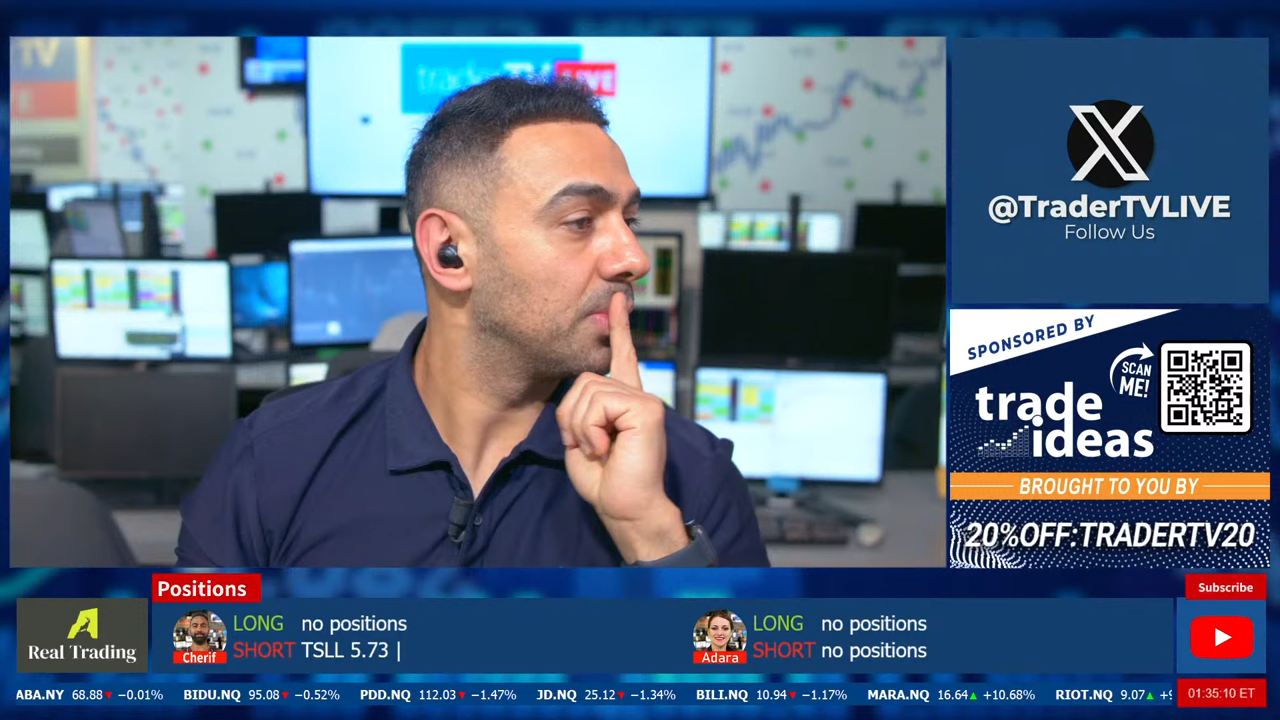 TV
traderTV LIVE
@TraderTVLIVE
Follow Us
SPONSORED BY
SCAN ME!
trade ideas
BROUGHT TO YOU BY
20%OFF:TRADERTV20
Positions
Subscribe
Real Trading
Cherif
LONG no positions
SHORT TSLL 5.73 |
Adara
LONG no positions
SHORT no positions
ABA.NY 68.88▼ −0.01% BIDU.NQ 95.08▼ −0.52% PDD.NQ 112.03▼ −1.47% JD.NQ 25.12▼ −1.34% BILI.NQ 10.94▼ −1.17% MARA.NQ 16.64▲ +10.68% RIOT.NQ 9.07▲
01:35:10 ET